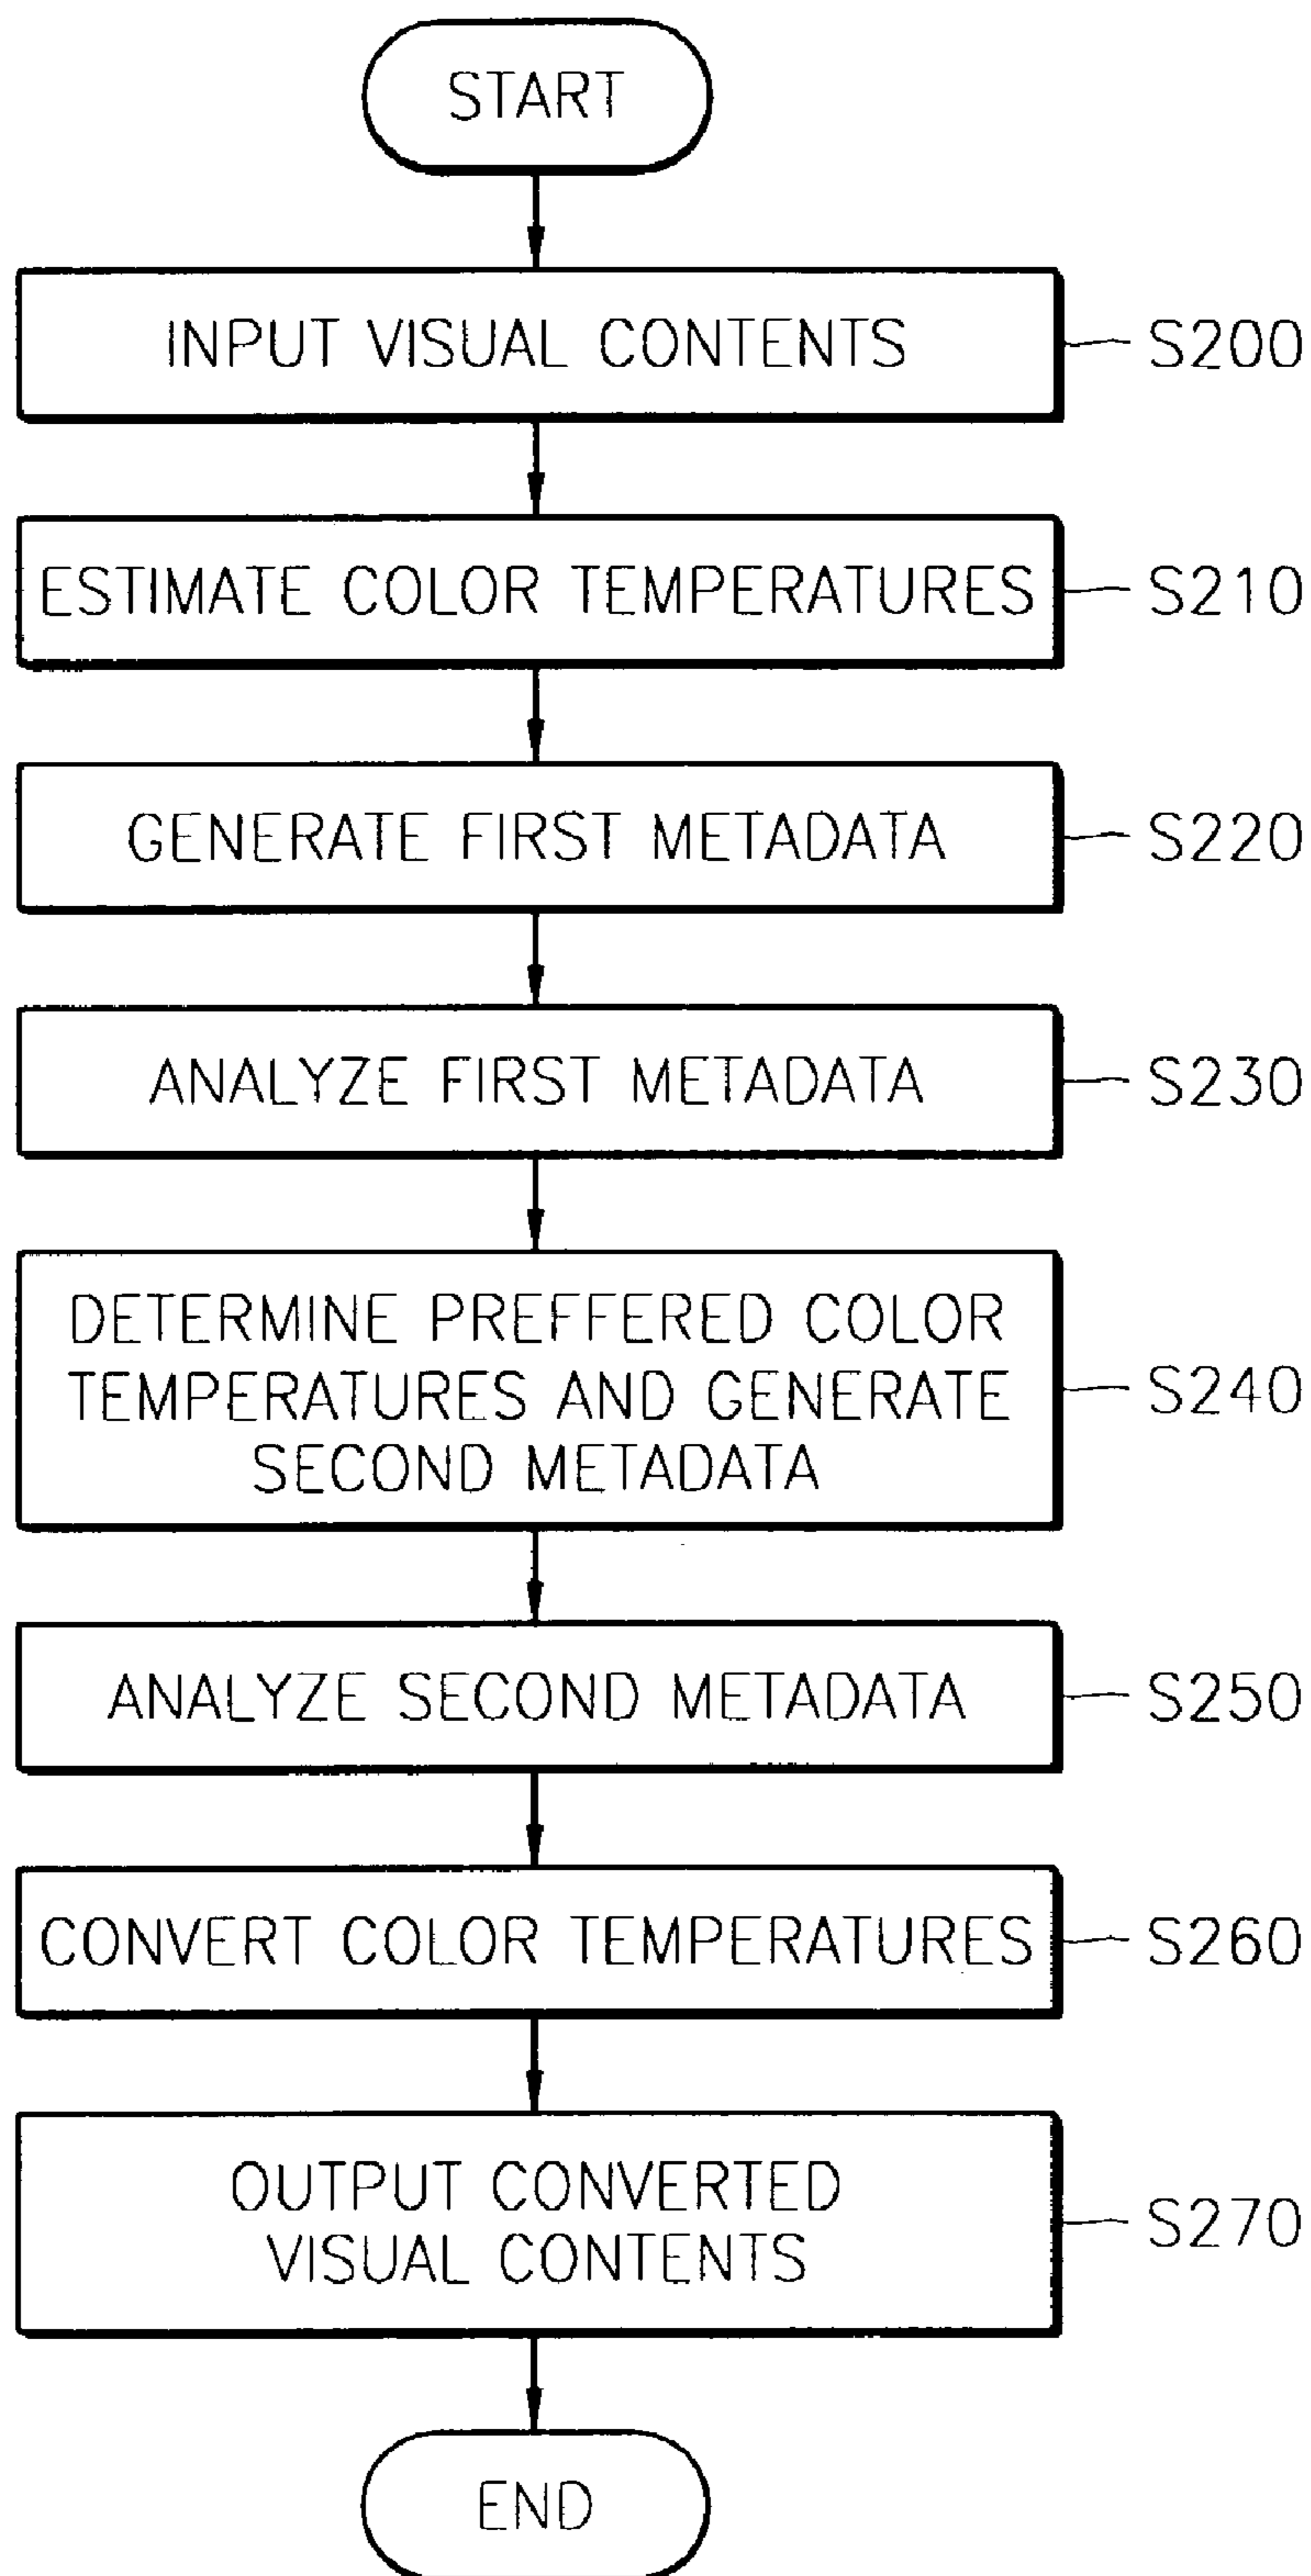 START
INPUT VISUAL CONTENTS
S200
ESTIMATE COLOR TEMPERATURES
S210
GENERATE FIRST METADATA
S220
ANALYZE FIRST METADATA
S230
DETERMINE PREFFERED COLOR
TEMPERATURES AND GENERATE
SECOND METADATA
S240
ANALYZE SECOND METADATA
S250
CONVERT COLOR TEMPERATURES
S260
OUTPUT CONVERTED
VISUAL CONTENTS
S270
END